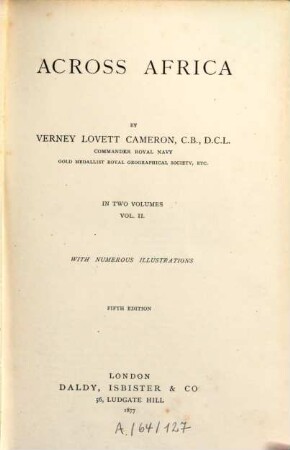 ACROSS AFRICA
BY
VERNEY LOVETT CAMERON, C.B., D.C.L.
COMMANDER ROYAL NAVY
GOLD MEDALLIST ROYAL GEOGRAPHICAL SOCIETY, ETC.
IN TWO VOLUMES
VOL. II.
WITH NUMEROUS ILLUSTRATIONS
FIFTH EDITION
LONDON
DALDY, ISBISTER & CO
56, LUDGATE HILL
1877
A./64/127